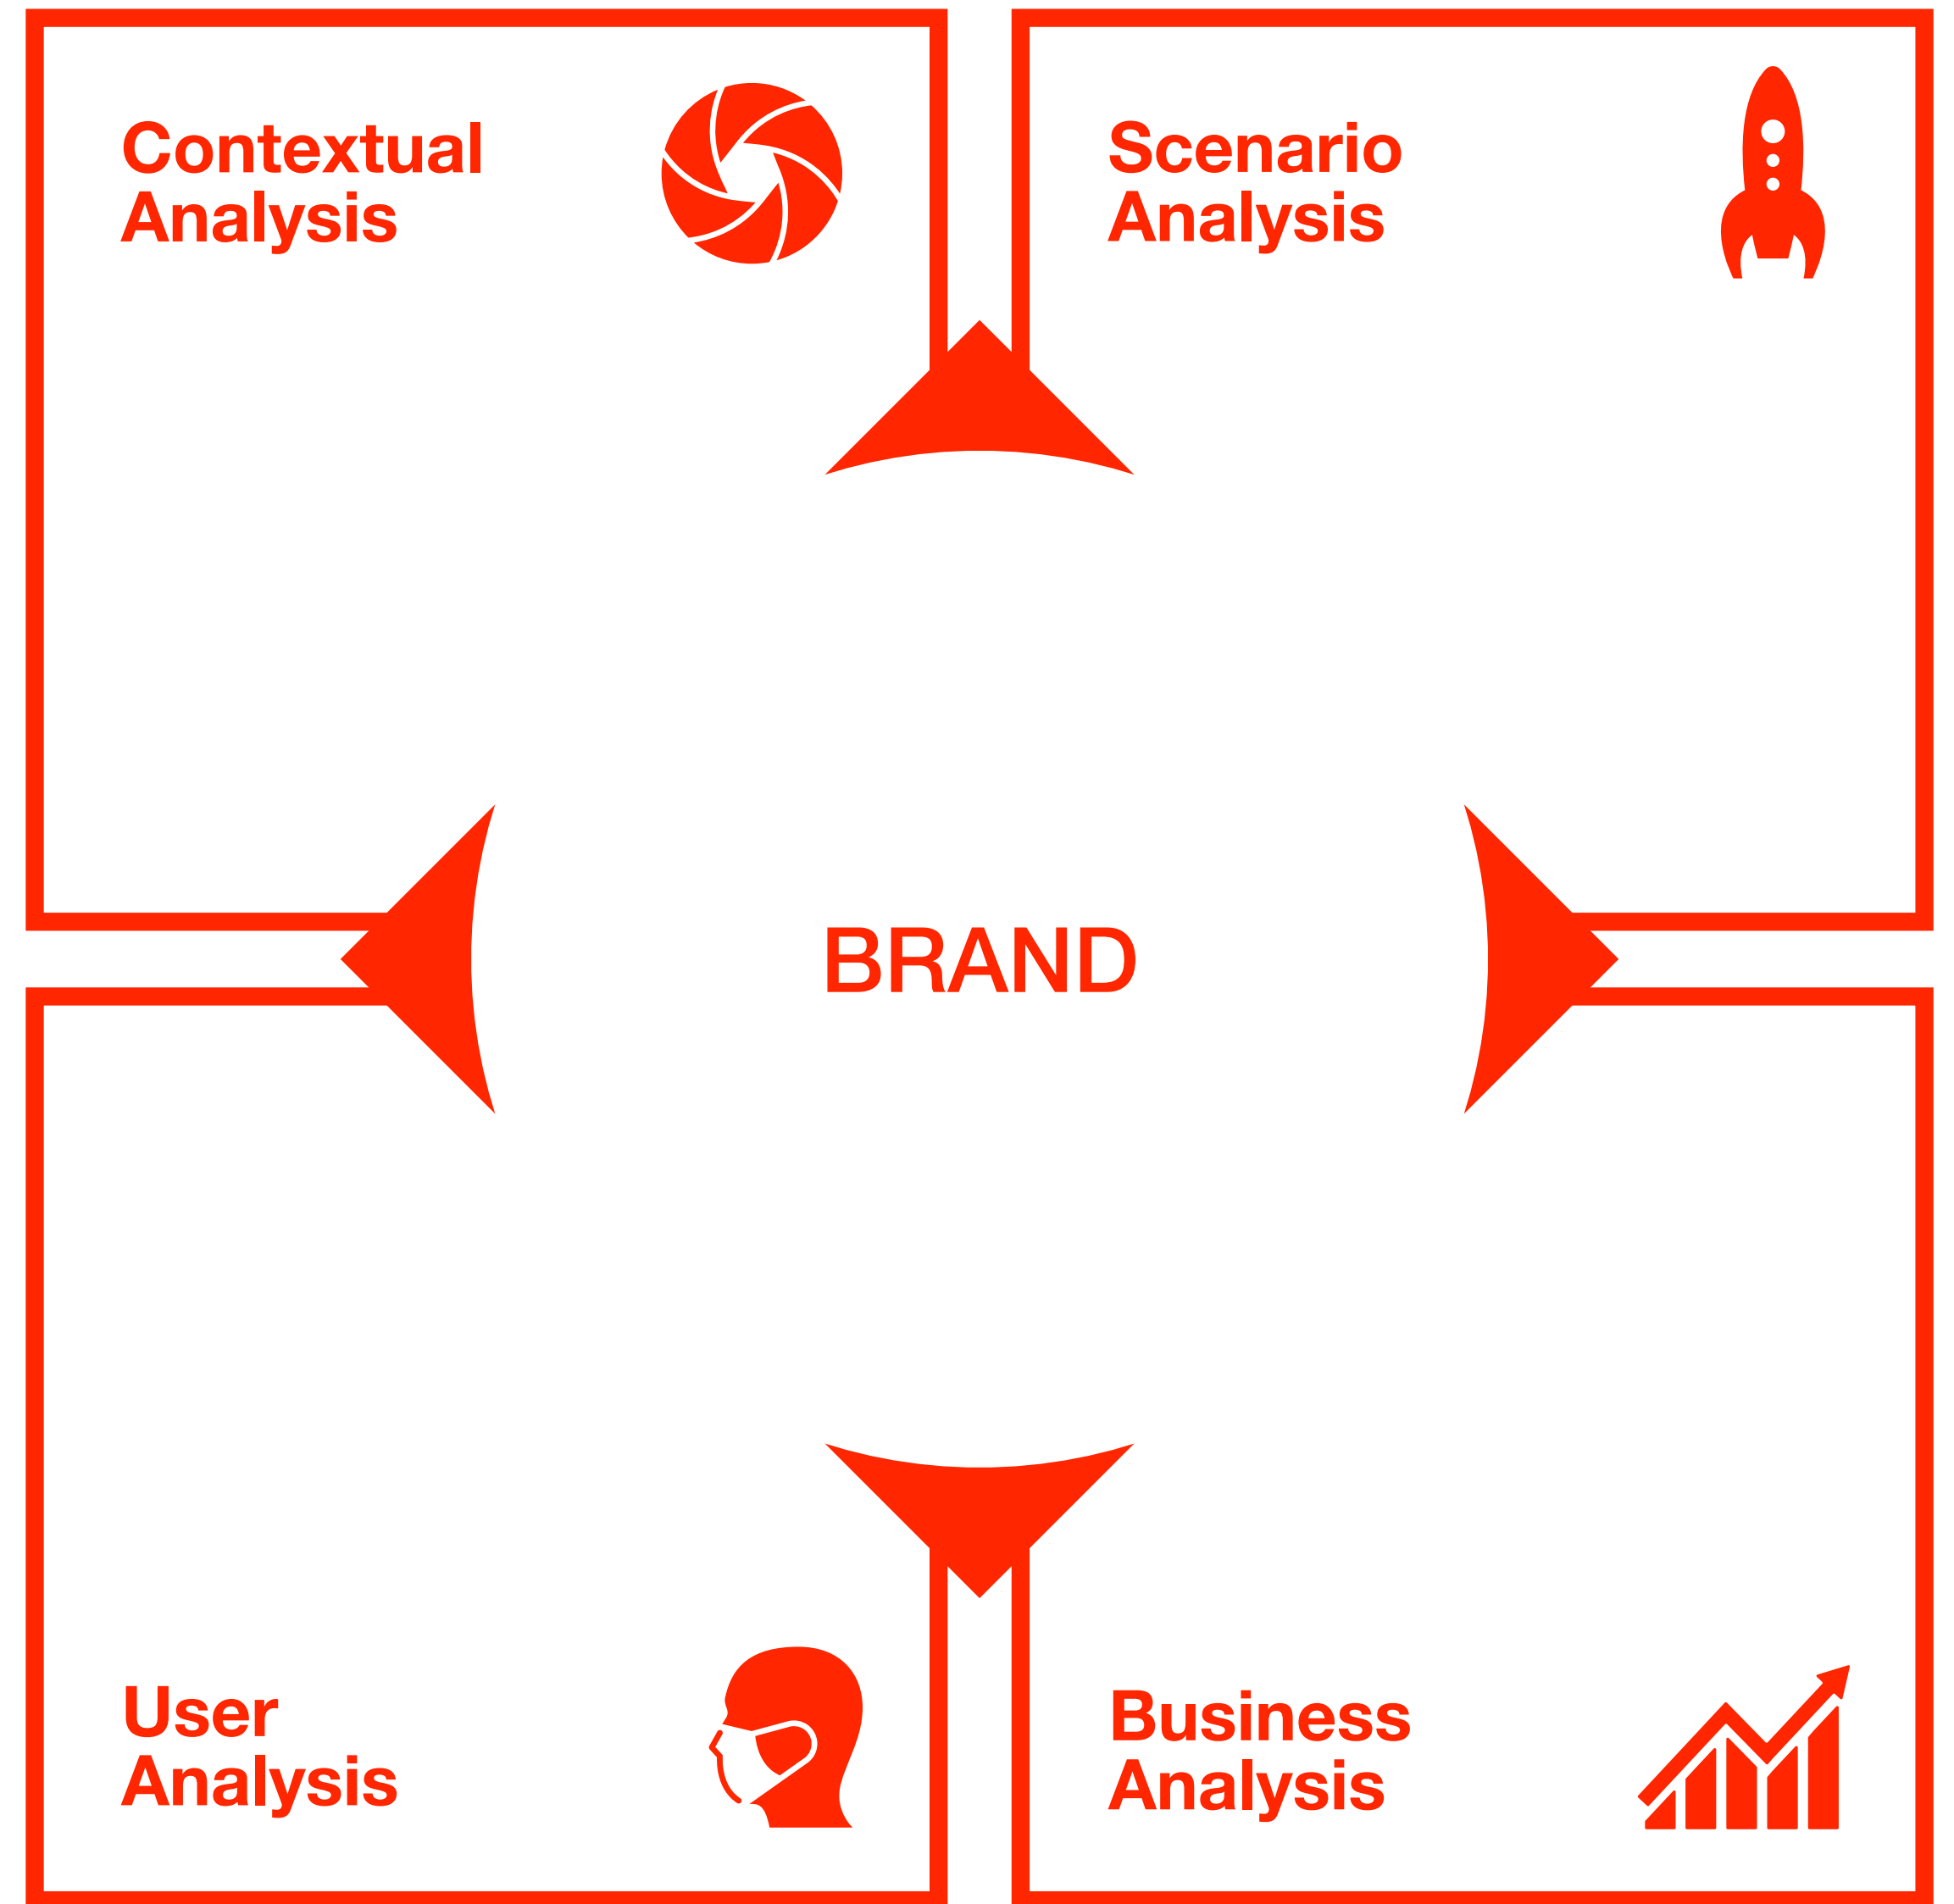 Contextual
Analysis
Scenario
Analysis
BRAND
User
Analysis
Business
Analysis